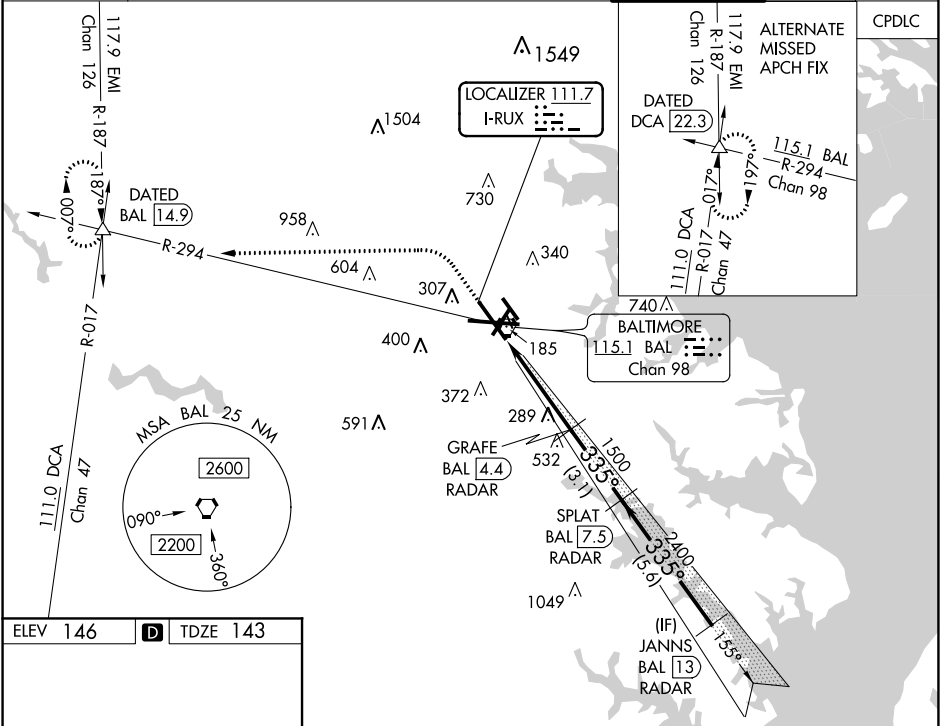 117.9 EMI
Chan 126
R-187
187°
007°
DATED
BAL 14.9
R-294
R-017
111.0 DCA
Chan 47
1549
LOCALIZER 111.7
I-RUX
1504
730
958
604
340
307
400
185
740
BALTIMORE
115.1 BAL
Chan 98
372
591
289
532
GRAFE
BAL 4.4
RADAR
1500
335°
(3.1)
SPLAT
BAL 7.5
RADAR
2400
335°
(5.6)
1049
(IF)
JANNS
BAL 13
RADAR
155°
MSA BAL 25 NM
2600
090°
2200
360°
117.9 EMI
R-187
Chan 126
ALTERNATE
MISSED
APCH FIX
DATED
DCA 22.3
115.1 BAL
R-294
Chan 98
017°
197°
111.0 DCA
R-017
Chan 47
CPDLC
ELEV 146 D TDZE 143